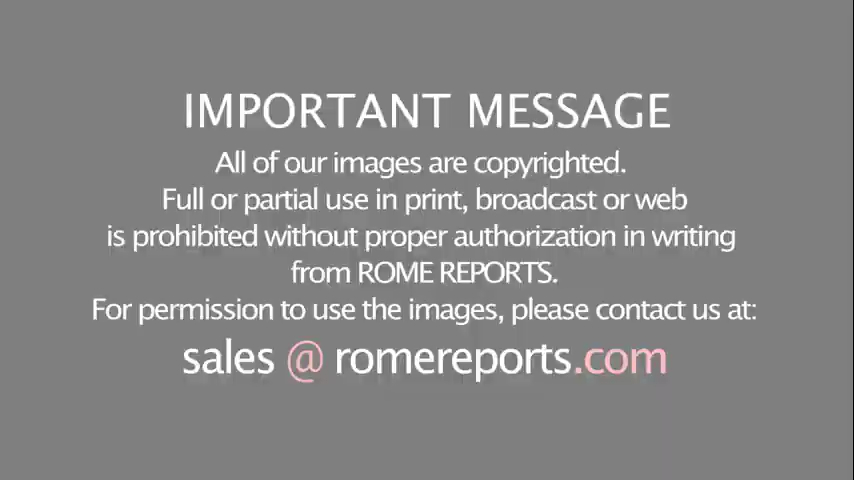 IMPORTANT MESSAGE
All of our images are copyrighted.
Full or partial use in print, broadcast or web
is prohibited without proper authorization in writing
from ROME REPORTS.
For permission to use the images, please contact us at:
sales @ romereports.com